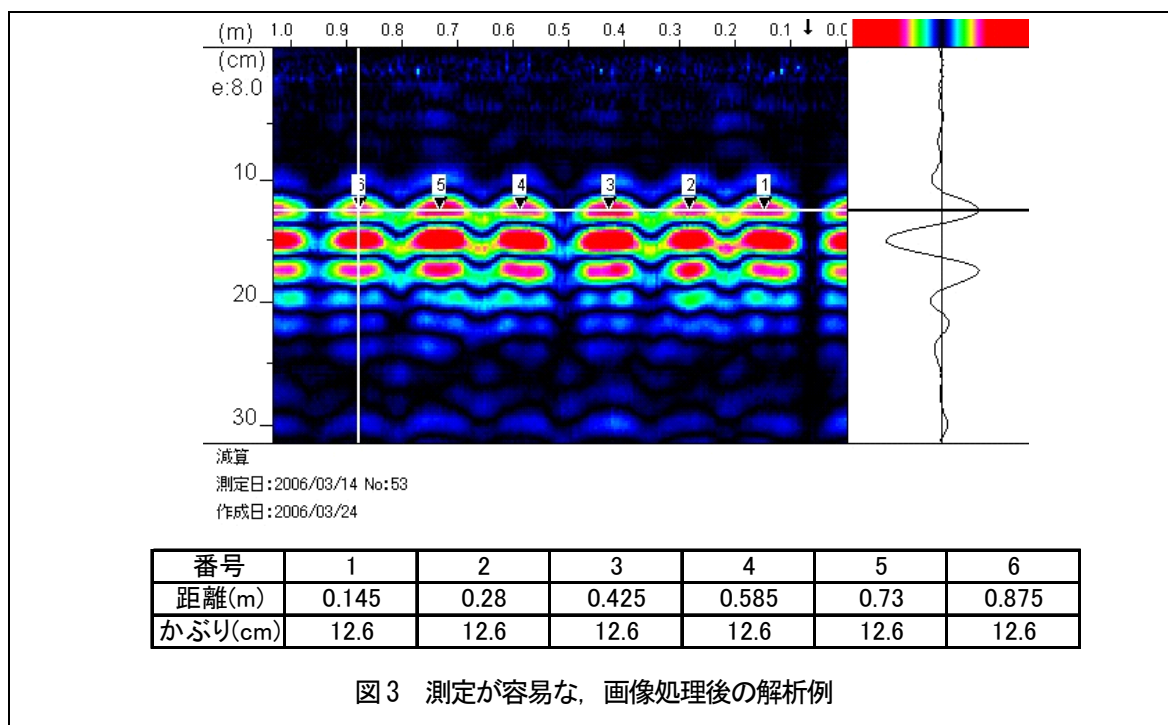 (m) 1.0 0.9 0.8 0.7 0.6 0.5 0.4 0.3 0.2 0.1 ↓ 0.0
(cm)
e:8.0
10
6 5 4 3 2 1
20
30
減算
測定日:2006/03/14 No:53
作成日:2006/03/24
番号 1 2 3 4 5 6
距離(m) 0.145 0.28 0.425 0.585 0.73 0.875
かぶり(cm) 12.6 12.6 12.6 12.6 12.6 12.6
図3 測定が容易な，画像処理後の解析例